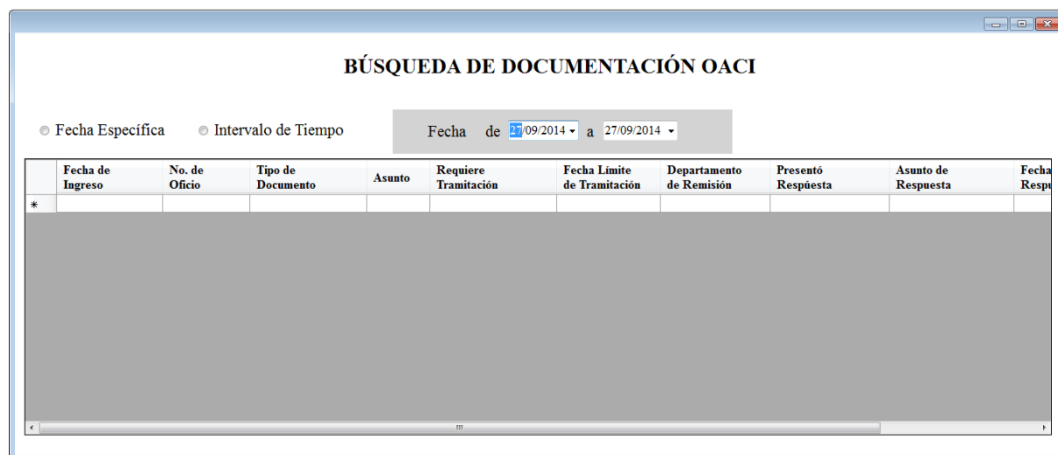 BÚSQUEDA DE DOCUMENTACIÓN OACI
Fecha Específica Intervalo de Tiempo Fecha de 27/09/2014 a 27/09/2014
Fecha de Ingreso No. de Oficio Tipo de Documento Asunto Requiere Tramitación Fecha Límite de Tramitación Departamento de Remisión Presentó Respúesta Asunto de Respuesta Fecha